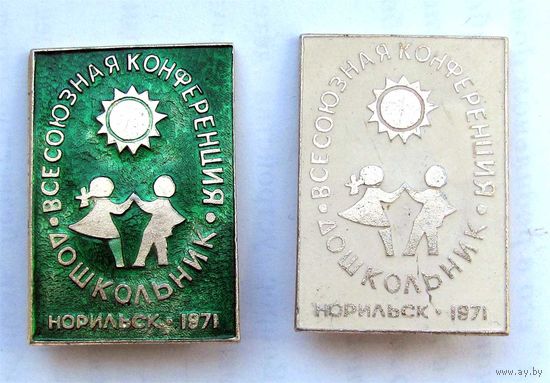 ВСЕСОЮЗНАЯ КОНФЕРЕНЦИЯ •
ДОШКОЛЬНИК •
НОРИЛЬСК • 1971
ВСЕСОЮЗНАЯ КОНФЕРЕНЦИЯ •
ДОШКОЛЬНИК •
НОРИЛЬСК • 1971
www.ay.by